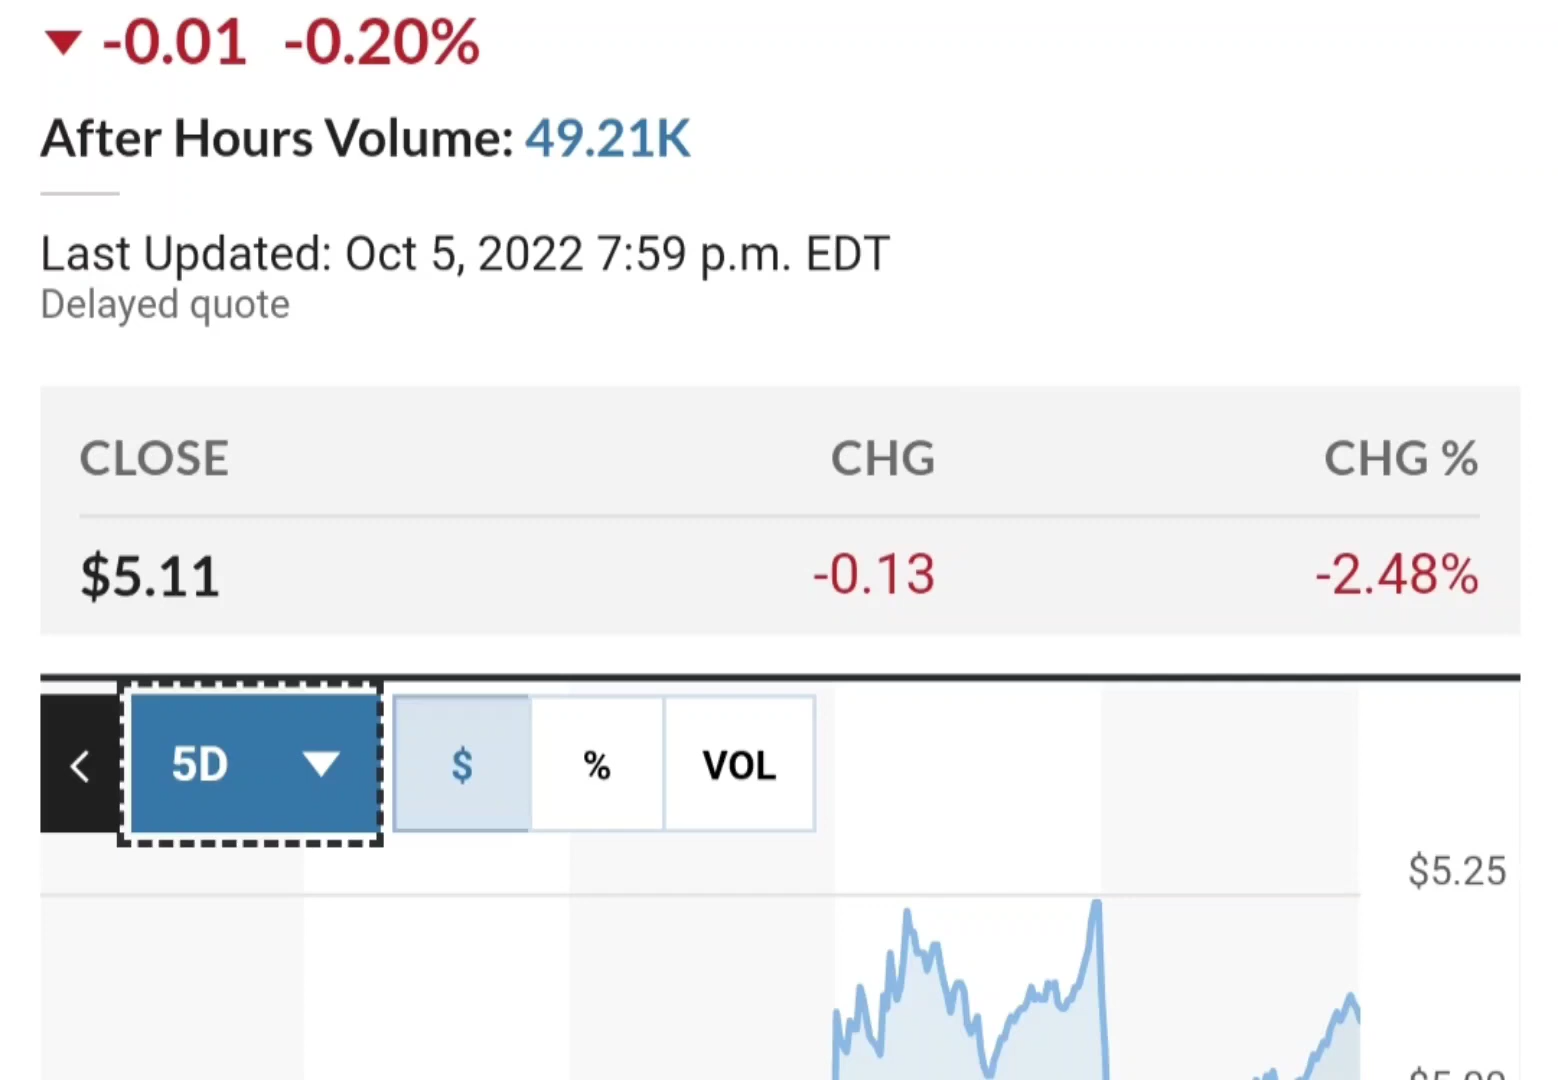 -0.01 -0.20%
After Hours Volume: 49.21K
Last Updated: Oct 5, 2022 7:59 p.m. EDT
Delayed quote
CLOSE CHG CHG %
$5.11 -0.13 -2.48%
5D $ % VOL
$5.25